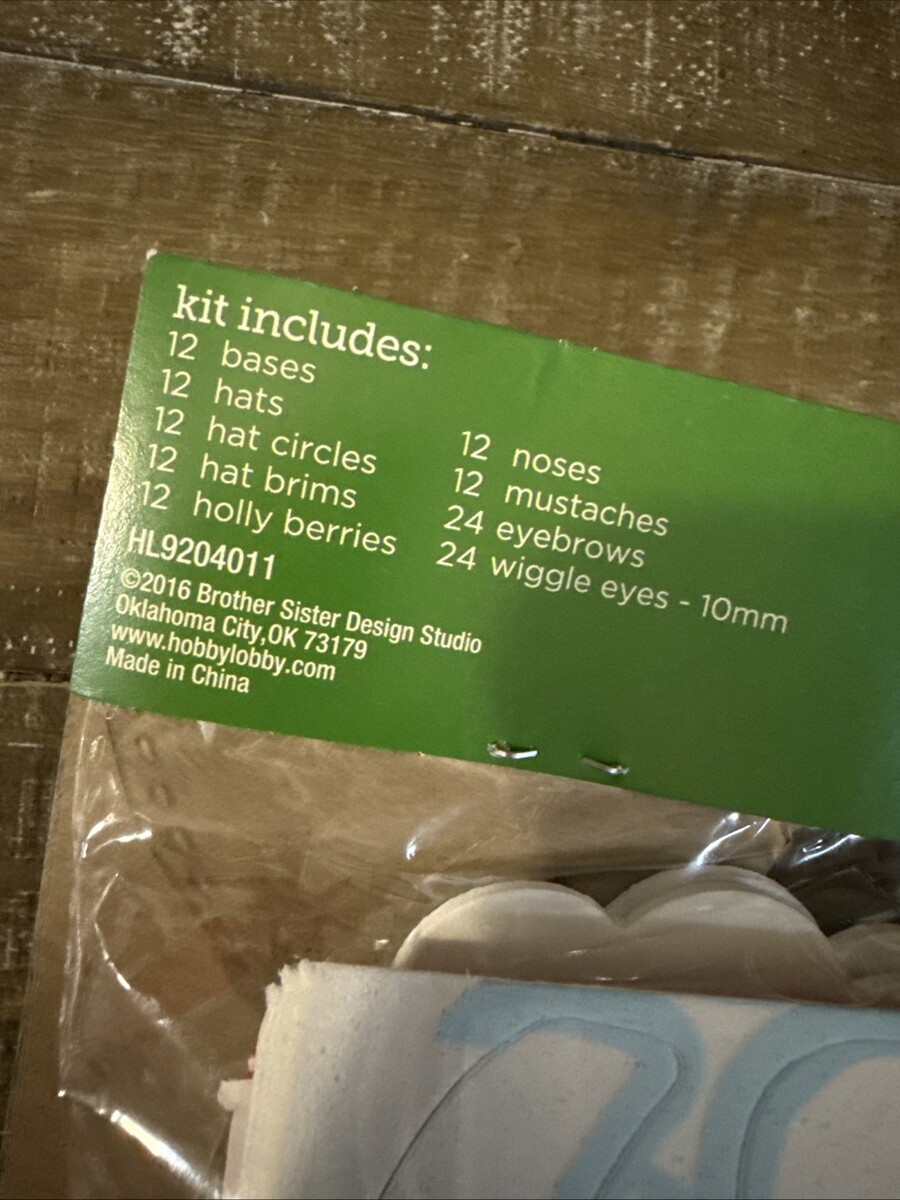 kit includes:
12 bases
12 hats
12 hat circles
12 hat brims
12 holly berries
12 noses
12 mustaches
24 eyebrows
24 wiggle eyes - 10mm
HL9204011
©2016 Brother Sister Design Studio
Oklahoma City,OK 73179
www.hobbylobby.com
Made in China